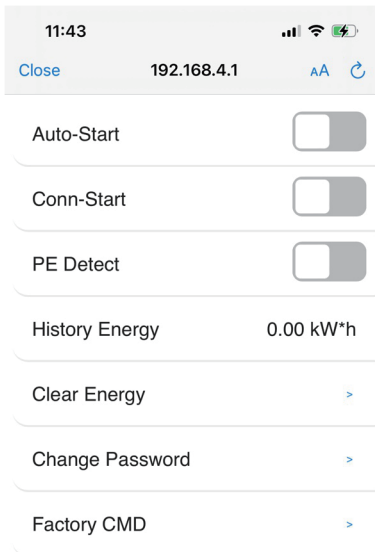 11:43
Close 192.168.4.1 AA
Auto-Start
Conn-Start
PE Detect
History Energy 0.00 kW*h
Clear Energy >
Change Password >
Factory CMD >